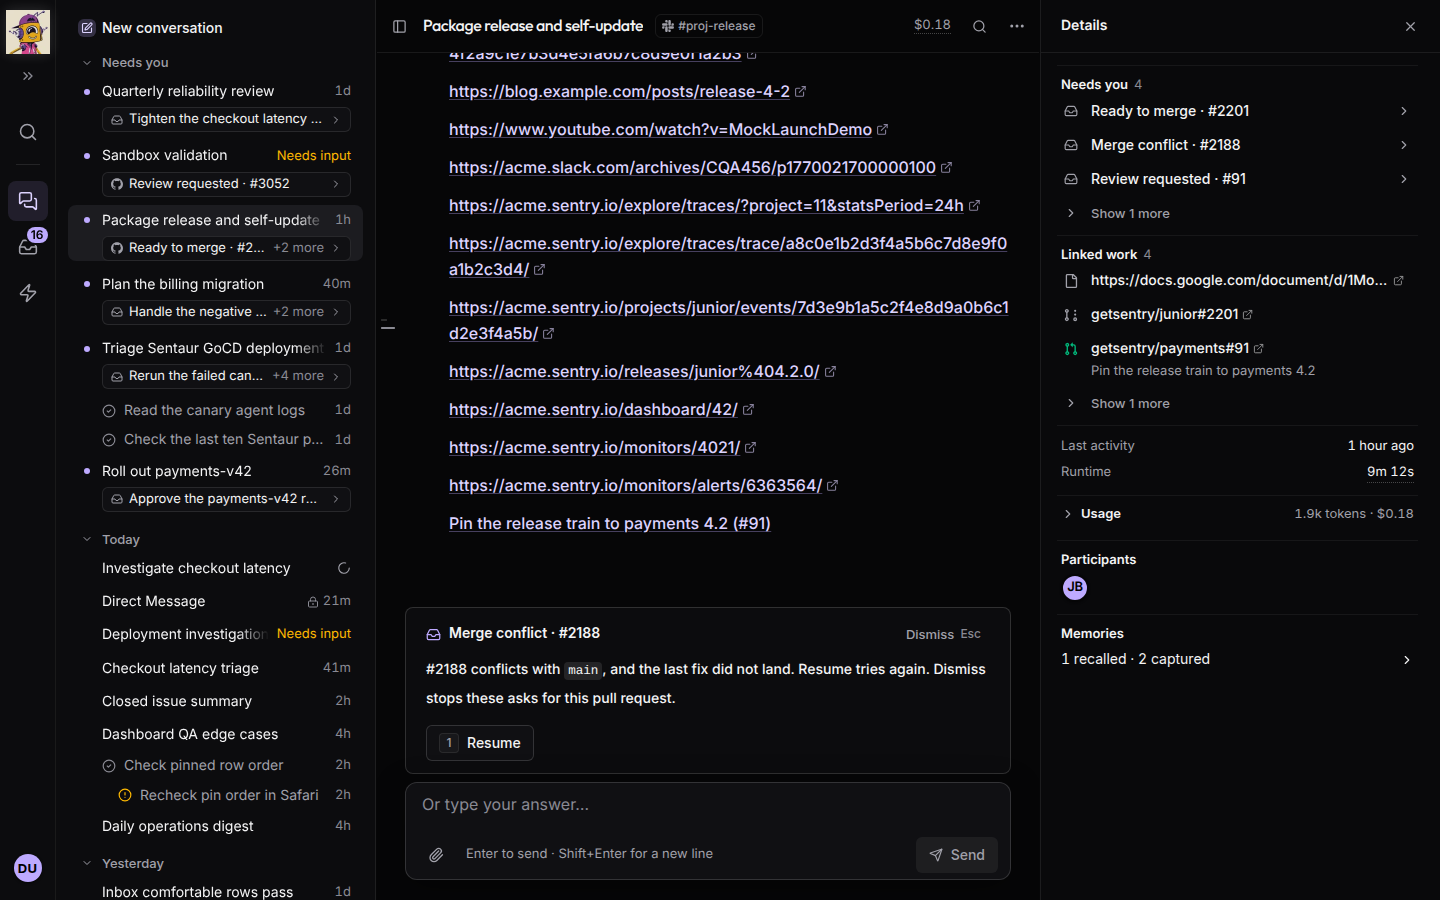 New conversation
Needs you
Quarterly reliability review 1d
Tighten the checkout latency ...
Sandbox validation Needs input
Review requested · #3052
Package release and self-update 1h
Ready to merge · #2... +2 more
Plan the billing migration 40m
Handle the negative ... +2 more
Triage Sentaur GoCD deployment 1d
Rerun the failed can... +4 more
Read the canary agent logs 1d
Check the last ten Sentaur p... 1d
Roll out payments-v42 26m
Approve the payments-v42 r...
Today
Investigate checkout latency
Direct Message 21m
Deployment investigation Needs input
Checkout latency triage 41m
Closed issue summary 2h
Dashboard QA edge cases 4h
Check pinned row order 2h
Recheck pin order in Safari 2h
Daily operations digest 4h
Yesterday
Inbox comfortable rows pass 1d
16
DU
Package release and self-update #proj-release $0.18
4f2a9c1e7b3d4e5fa6b7c8d9e0f1a2b3
https://blog.example.com/posts/release-4-2
https://www.youtube.com/watch?v=MockLaunchDemo
https://acme.slack.com/archives/CQA456/p1770021700000100
https://acme.sentry.io/explore/traces/?project=11&statsPeriod=24h
https://acme.sentry.io/explore/traces/trace/a8c0e1b2d3f4a5b6c7d8e9f0
a1b2c3d4/
https://acme.sentry.io/projects/junior/events/7d3e9b1a5c2f4e8d9a0b6c1
d2e3f4a5b/
https://acme.sentry.io/releases/junior%404.2.0/
https://acme.sentry.io/dashboard/42/
https://acme.sentry.io/monitors/4021/
https://acme.sentry.io/monitors/alerts/6363564/
Pin the release train to payments 4.2 (#91)
Merge conflict · #2188 Dismiss Esc
#2188 conflicts with main, and the last fix did not land. Resume tries again. Dismiss
stops these asks for this pull request.
1 Resume
Or type your answer...
Enter to send · Shift+Enter for a new line Send
Details
Needs you 4
Ready to merge · #2201
Merge conflict · #2188
Review requested · #91
Show 1 more
Linked work 4
https://docs.google.com/document/d/1Mo...
getsentry/junior#2201
getsentry/payments#91
Pin the release train to payments 4.2
Show 1 more
Last activity 1 hour ago
Runtime 9m 12s
Usage 1.9k tokens · $0.18
Participants
JB
Memories
1 recalled · 2 captured